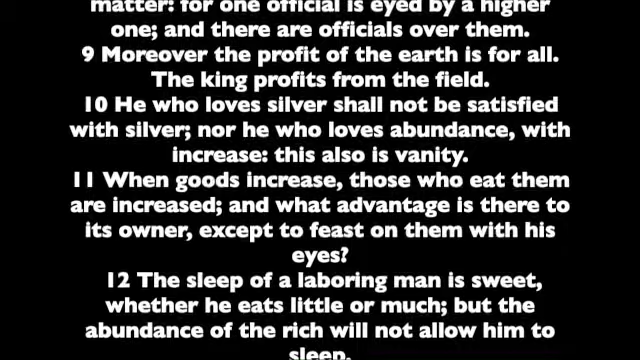 matter: for one official is eyed by a higher
one; and there are officials over them.
9 Moreover the profit of the earth is for all.
The king profits from the field.
10 He who loves silver shall not be satisfied
with silver; nor he who loves abundance, with
increase: this also is vanity.
11 When goods increase, those who eat them
are increased; and what advantage is there to
its owner, except to feast on them with his
eyes?
12 The sleep of a laboring man is sweet,
whether he eats little or much; but the
abundance of the rich will not allow him to
sleep.